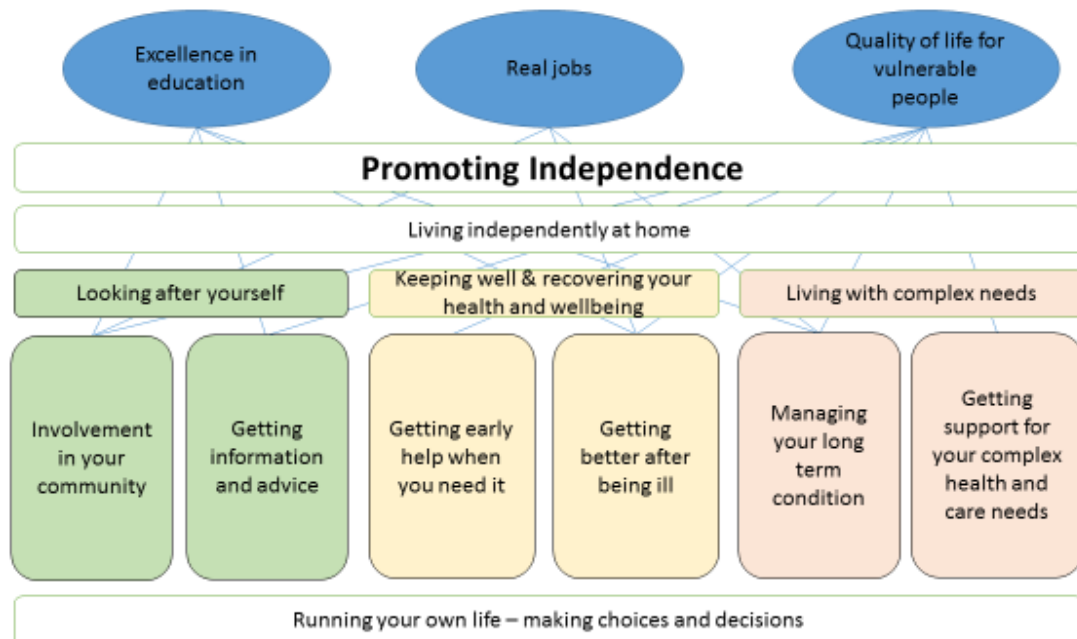 Excellence in
education
Real jobs
Quality of life for
vulnerable
people
Promoting Independence
Living independently at home
Looking after yourself
Keeping well & recovering your
health and wellbeing
Living with complex needs
Involvement
in your
community
Getting
information
and advice
Getting early
help when
you need it
Getting
better after
being ill
Managing
your long
term
condition
Getting
support for
your complex
health and
care needs
Running your own life – making choices and decisions